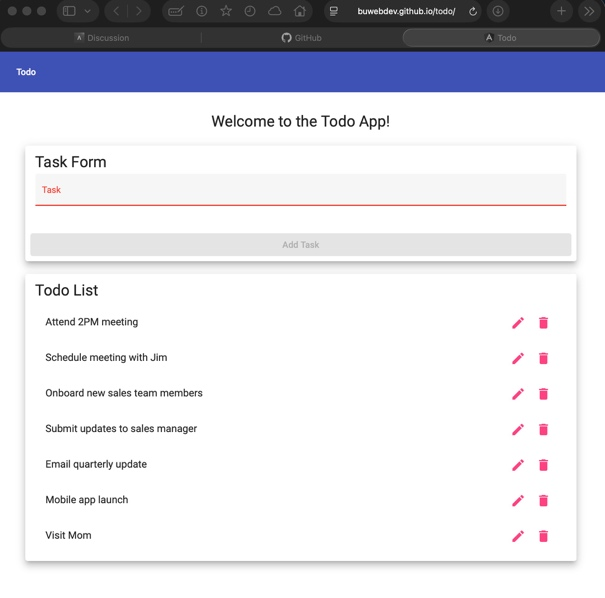 buwebdev.github.io/todo/
Discussion
GitHub
Todo
Todo
Welcome to the Todo App!
Task Form
Task
Add Task
Todo List
Attend 2PM meeting
Schedule meeting with Jim
Onboard new sales team members
Submit updates to sales manager
Email quarterly update
Mobile app launch
Visit Mom